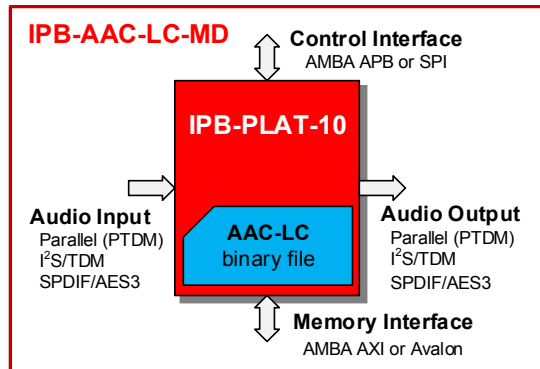 IPB-AAC-LC-MD
Control Interface
AMBA APB or SPI
IPB-PLAT-10
Audio Input
Parallel (PTDM)
I²S/TDM
SPDIF/AES3
AAC-LC
binary file
Audio Output
Parallel (PTDM)
I²S/TDM
SPDIF/AES3
Memory Interface
AMBA AXI or Avalon